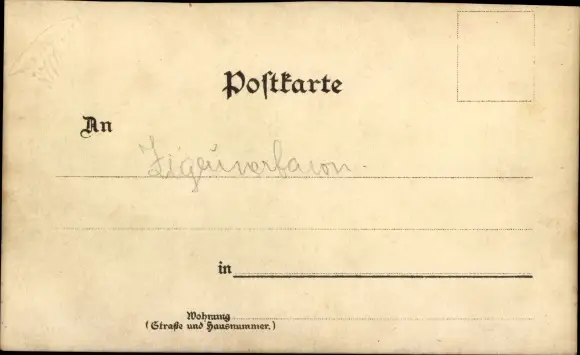 Postkarte
An
Zigeunerbaron.
in
Wohnung
(Straße und Hausnummer.)